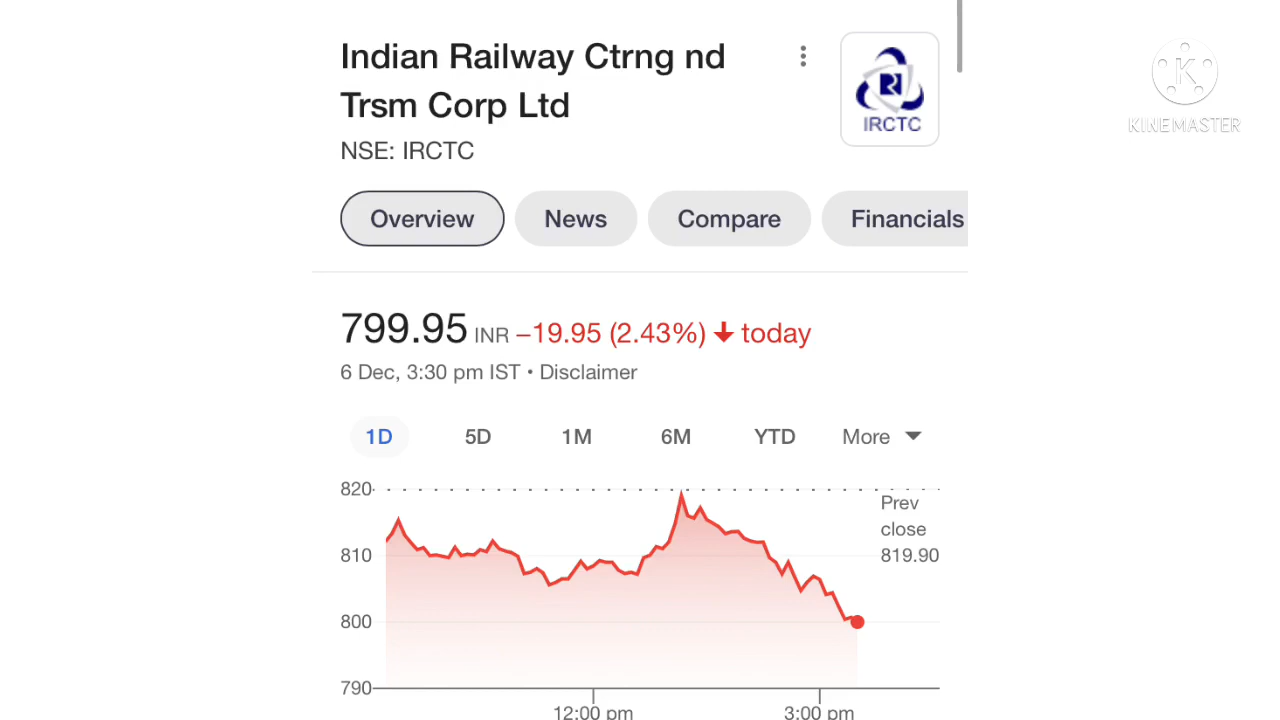 Indian Railway Ctrng nd
Trsm Corp Ltd
NSE: IRCTC
IRCTC
KINEMASTER
Overview
News
Compare
Financials
799.95 INR −19.95 (2.43%) ↓ today
6 Dec, 3:30 pm IST • Disclaimer
1D
5D
1M
6M
YTD
More
820
810
800
790
Prev
close
819.90
12:00 pm
3:00 pm